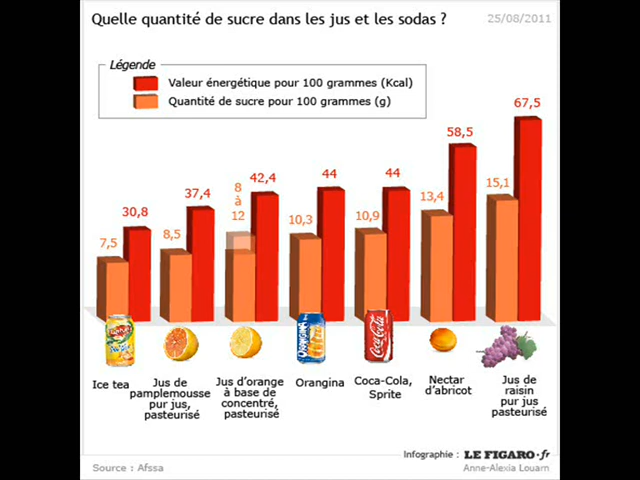 Quelle quantité de sucre dans les jus et les sodas ?
25/08/2011
Légende
Valeur énergétique pour 100 grammes (Kcal)
Quantité de sucre pour 100 grammes (g)
7,5
30,8
8,5
37,4
8
à
12
42,4
10,3
44
10,9
44
13,4
58,5
15,1
67,5
Ice tea
Jus de
pamplemousse
pur jus,
pasteurisé
Jus d'orange
à base de
concentré,
pasteurisé
Orangina
Coca-Cola,
Sprite
Nectar
d'abricot
Jus de
raisin
pur jus
pasteurisé
ORANGINA
Coca-Cola
Infographie : LE FIGARO·fr
Source : Afssa
Anne-Alexia Louarn